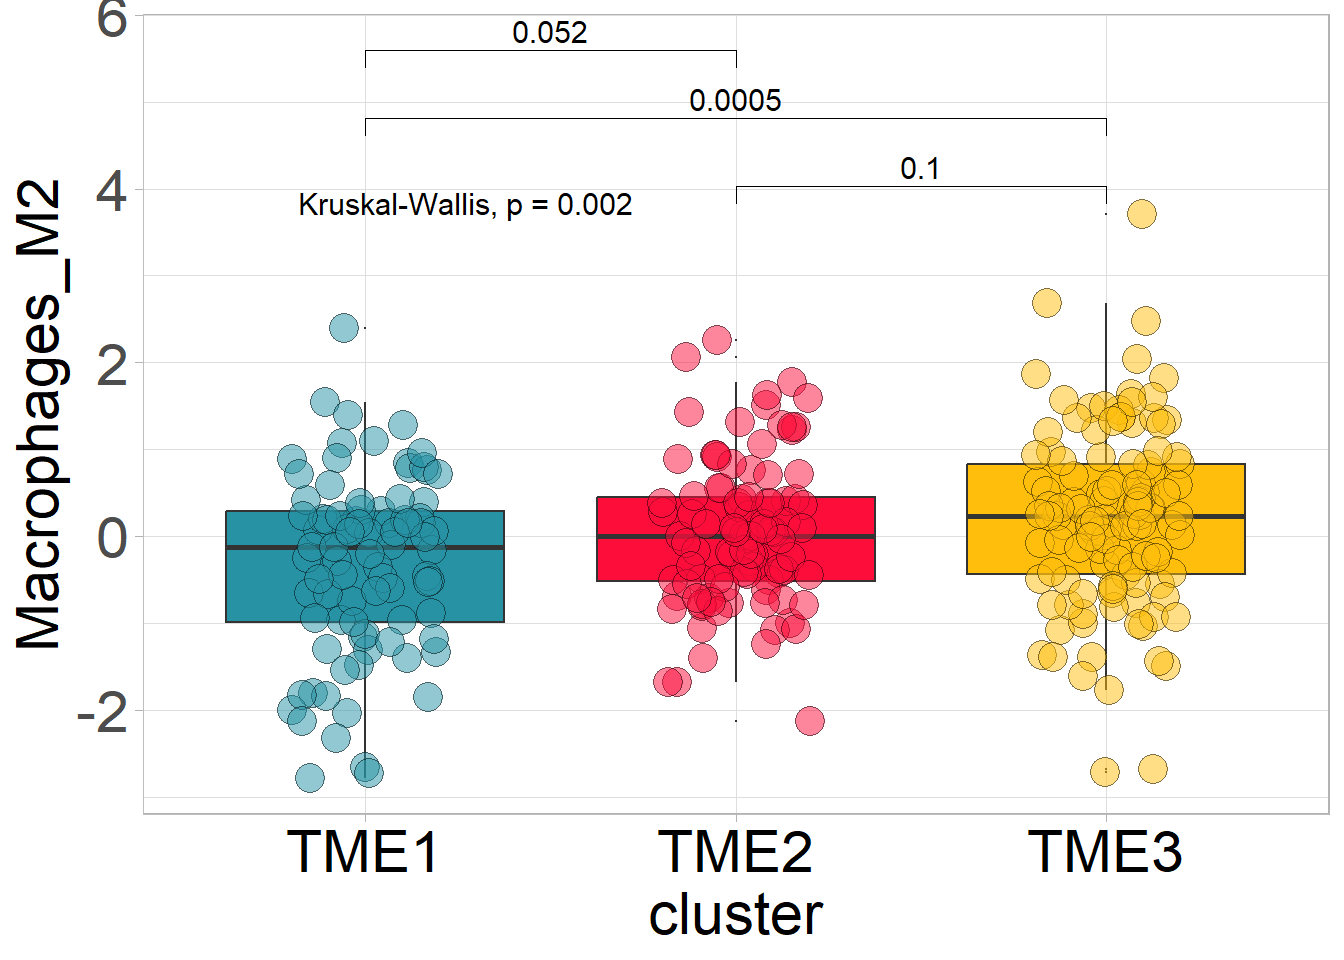 6
0.052
0.0005
0.1
4
Kruskal-Wallis, p = 0.002
Macrophages_M2
2
0
-2
TME1 TME2 TME3
cluster